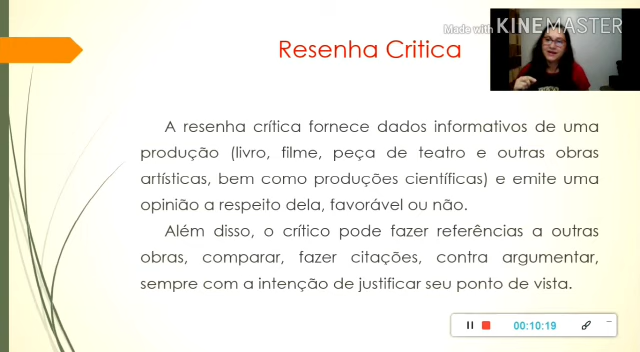 Made with KINEMASTER
Resenha Critica
A resenha crítica fornece dados informativos de uma
produção (livro, filme, peça de teatro e outras obras
artísticas, bem como produções científicas) e emite uma
opinião a respeito dela, favorável ou não.
Além disso, o crítico pode fazer referências a outras
obras, comparar, fazer citações, contra argumentar,
sempre com a intenção de justificar seu ponto de vista.
00:10:19